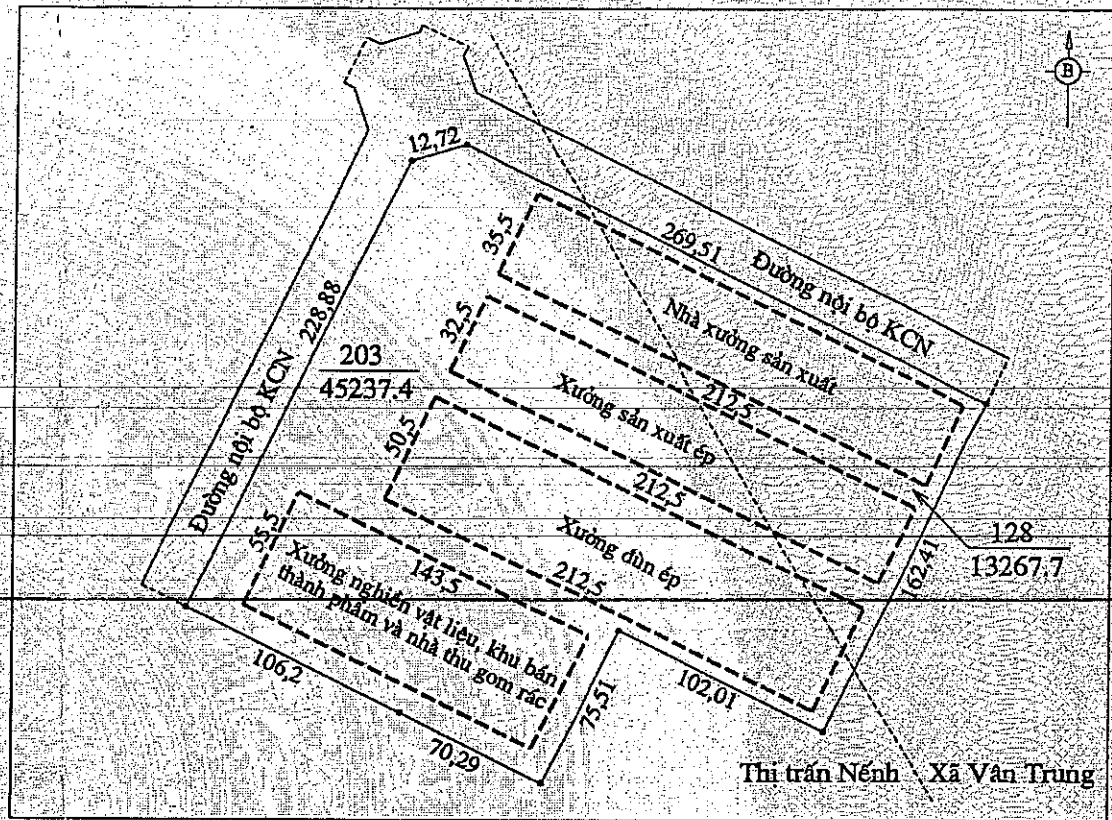 B
12,72
35,5
269,51
Đường nội bộ KCN
Nhà xưởng sản xuất
212,5
32,5
Đường nội bộ KCN
228,88
203
45237.4
Xưởng sản xuất ép
212,5
50,5
Xưởng đùn ép
212,5
128
13267,7
162,41
55,5
143,5
Xưởng nghiền vật liệu, khu bán
thành phẩm và nhà thu gom rác
106,2
70,29
75,51
102,01
Thị trấn Nếnh
Xã Vân Trung